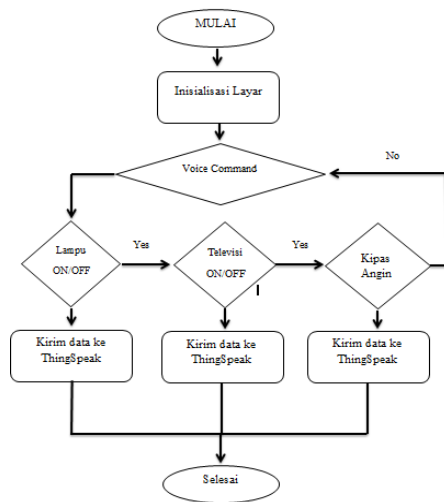 MULAI
Inisialisasi Layar
Voice Command
No
Lampu
ON/OFF
Yes
Televisi
ON/OFF
Yes
Kipas
Angin
Kirim data ke
ThingSpeak
Kirim data ke
ThingSpeak
Kirim data ke
ThingSpeak
Selesai